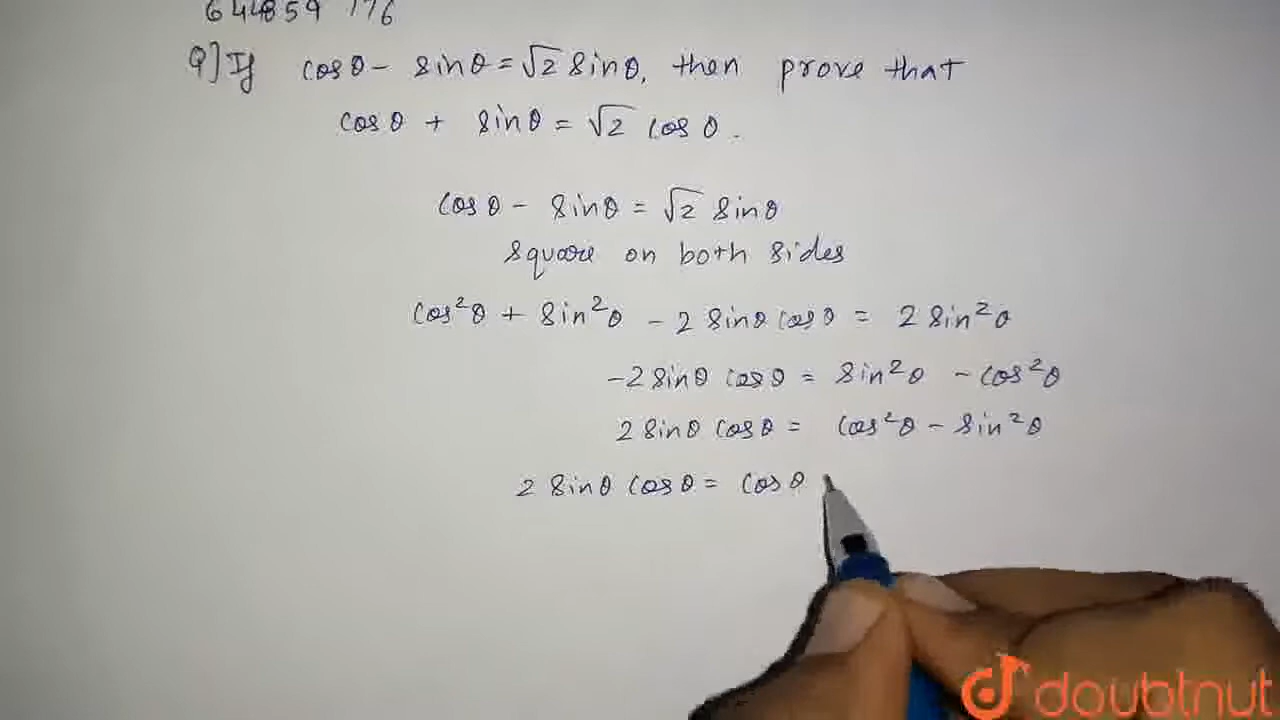 644859 176
Q] If cosθ - sinθ = √2 sinθ, then prove that
cosθ + sinθ = √2 cosθ.
cosθ - sinθ = √2 sinθ
square on both sides
cos²θ + sin²θ - 2 sinθ cosθ = 2 sin²θ
-2 sinθ cosθ = sin²θ - cos²θ
2 sinθ cosθ = cos²θ - sin²θ
2 sinθ cosθ = cosθ
doubtnut